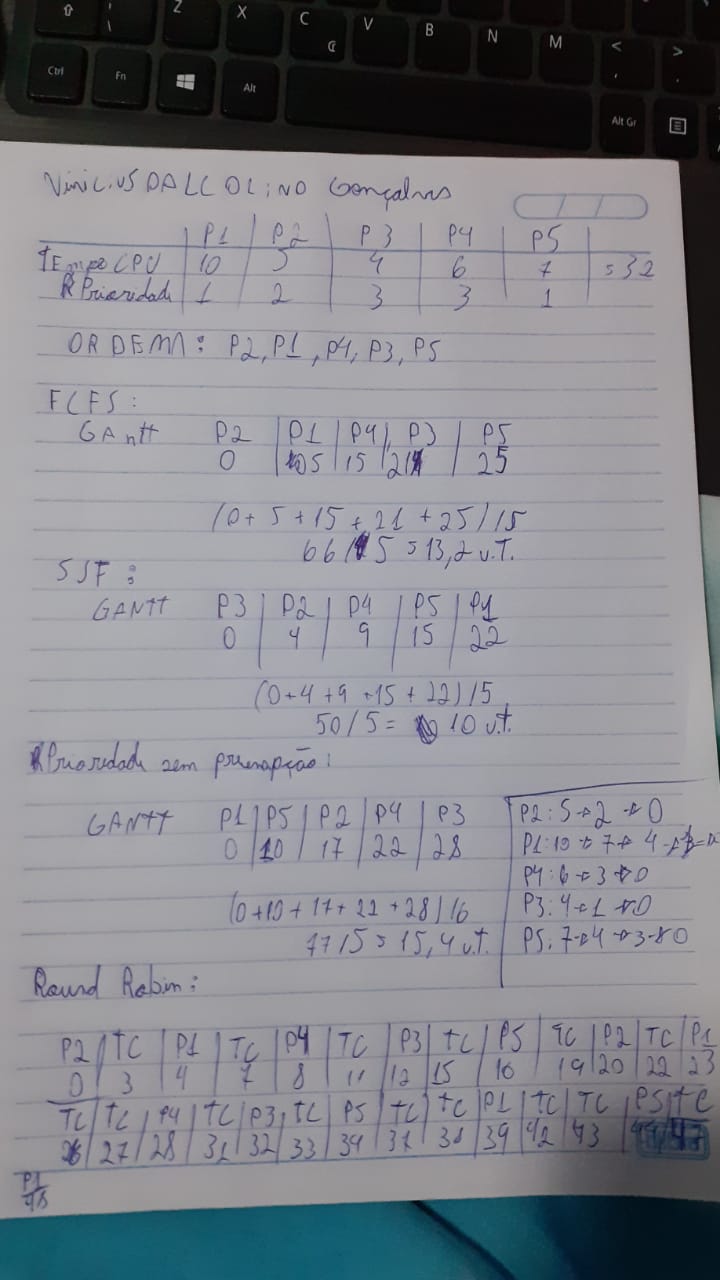 Ctrl Fn Alt Z X C V B N M < , > . Alt Gr
Vinicius DALLCOLINO Gonçalves
P1 P2 P3 P4 P5
TEmpo CPU 10 5 4 6 7 = 32
Prioridade 1 2 3 3 1
ORDEM: P2, P1, P4, P3, P5
FCFS:
GAntt P2 | P1 | P4 | P3 | P5
0 | 5 | 15 | 21 | 25
(0 + 5 + 15 + 21 + 25) / 5
66 / 5 = 13,2 u.T.
SJF:
GANTT P3 | P2 | P4 | P5 | P1
0 | 4 | 9 | 15 | 22
(0+4+9+15+22)/5
50/5 = 10 u.t.
Prioridade sem preempção:
GANTT P1 | P5 | P2 | P4 | P3
0 | 10 | 17 | 22 | 28
(0+10+17+22+28)/6
77/5 = 15,4 u.t.
P2: 5 → 2 → 0
P1: 10 → 7 → 4 →
P4: 6 → 3 → 0
P3: 4 → 1 → 0
P5: 7 → 4 → 3 → 0
Round Robin:
P2 | TC | P1 | TC | P4 | TC | P3 | TC | P5 | TC | P2 | TC | P1
0 | 3 | 4 | 7 | 8 | 11 | 12 | 15 | 16 | 19 | 20 | 22 | 23
TC | TC | P4 | TC | P3 | TC | P5 | TC | TC | P1 | TC | TC | P5 | TC
26 | 27 | 28 | 31 | 32 | 33 | 34 | 37 | 38 | 39 | 42 | 43 | 44 | 47
P1
48